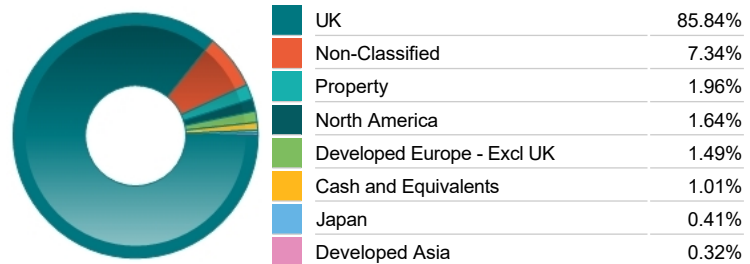 UK 85.84%
Non-Classified 7.34%
Property 1.96%
North America 1.64%
Developed Europe - Excl UK 1.49%
Cash and Equivalents 1.01%
Japan 0.41%
Developed Asia 0.32%